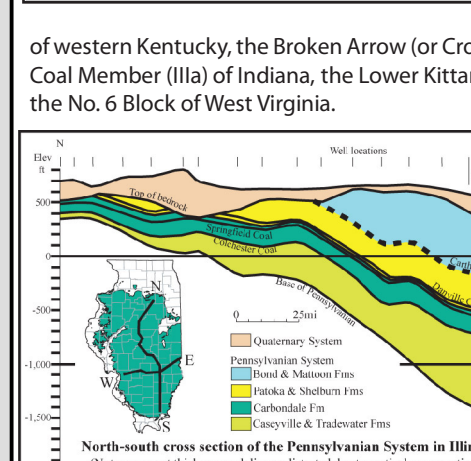 of western Kentucky, the Broken Arrow (or Cro
Coal Member (IIIa) of Indiana, the Lower Kittan
the No. 6 Block of West Virginia.
N
Elev
ft
Well locations
500
0
-500
-1,000
-1,500
Top of bedrock
Springfield Coal
Colchester Coal
Base of Pennsylvanian
Danville C
N
W
E
S
0 25mi
Quaternary System
Pennsylvanian System
Bond & Mattoon Fms
Patoka & Shelburn Fms
Carbondale Fm
Caseyville & Tradewater Fms
North-south cross section of the Pennsylvanian System in Illi